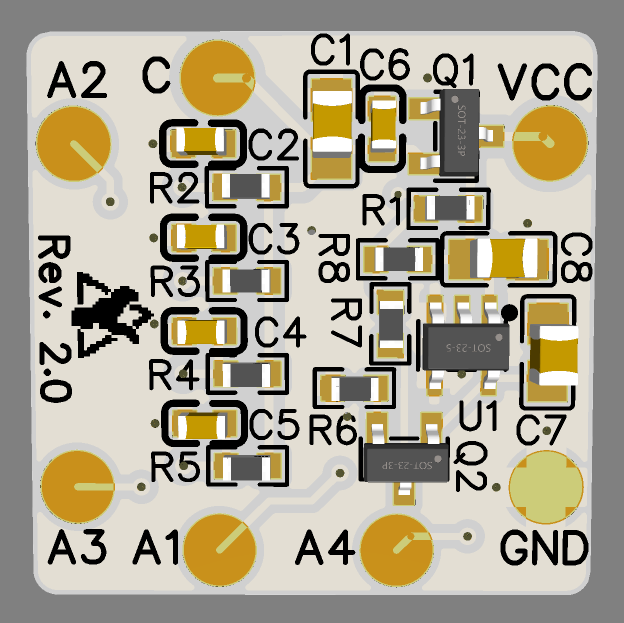 C1
C6
Q1
A2
C
VCC
C2
R2
R1
C3
R8
C8
Rev. 2.0
R3
R7
C4
R4
U1
C5
R6
C7
Q2
R5
A3
A1
A4
GND
SOT-23-3P
SOT-23-5
SOT-23-3P